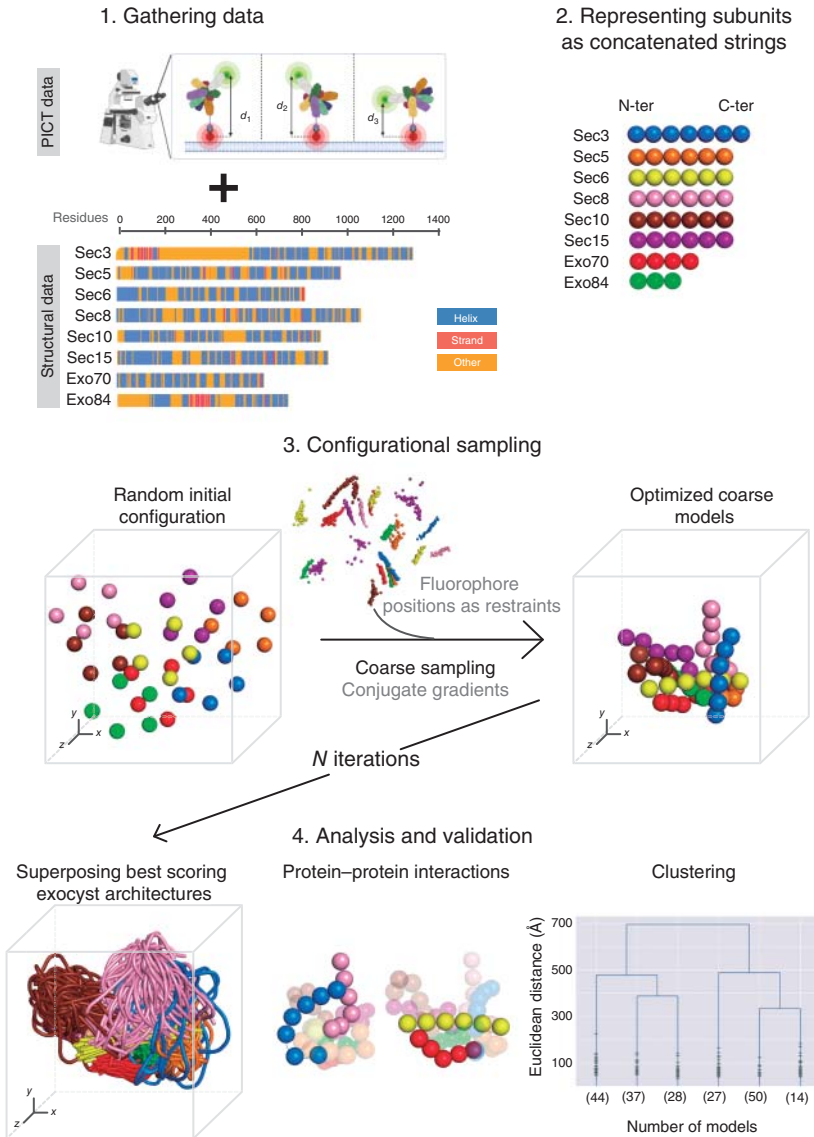 1. Gathering data
PICT data
d1
d2
d3
+
Residues
0 200 400 600 800 1000 1200 1400
Structural data
Sec3
Sec5
Sec6
Sec8
Sec10
Sec15
Exo70
Exo84
Helix
Strand
Other
2. Representing subunits
as concatenated strings
N-ter C-ter
Sec3
Sec5
Sec6
Sec8
Sec10
Sec15
Exo70
Exo84
3. Configurational sampling
Random initial
configuration
y
z x
Fluorophore
positions as restraints
Coarse sampling
Conjugate gradients
Optimized coarse
models
y
z x
N iterations
4. Analysis and validation
Superposing best scoring
exocyst architectures
y
z x
Protein–protein interactions
Clustering
Euclidean distance (Å)
700
500
300
100
(44) (37) (28) (27) (50) (14)
Number of models